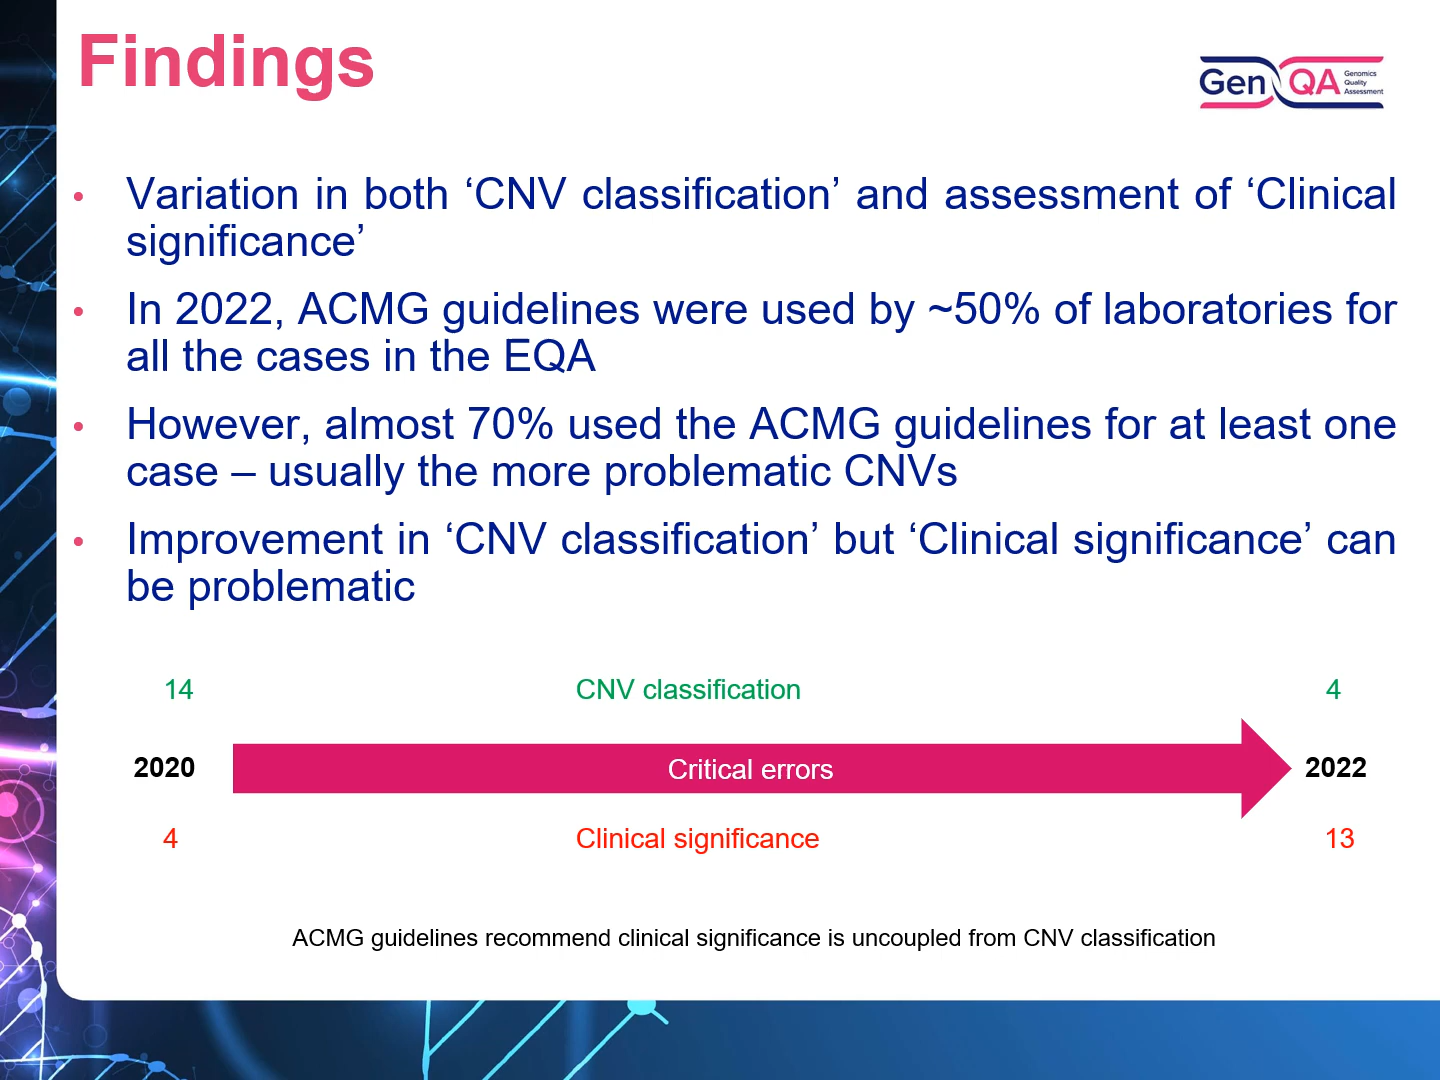 Findings
GenQA Genomics
Quality
Assessment
• Variation in both ‘CNV classification’ and assessment of ‘Clinical
significance’
• In 2022, ACMG guidelines were used by ~50% of laboratories for
all the cases in the EQA
• However, almost 70% used the ACMG guidelines for at least one
case – usually the more problematic CNVs
• Improvement in ‘CNV classification’ but ‘Clinical significance’ can
be problematic
14 CNV classification 4
2020 Critical errors 2022
4 Clinical significance 13
ACMG guidelines recommend clinical significance is uncoupled from CNV classification